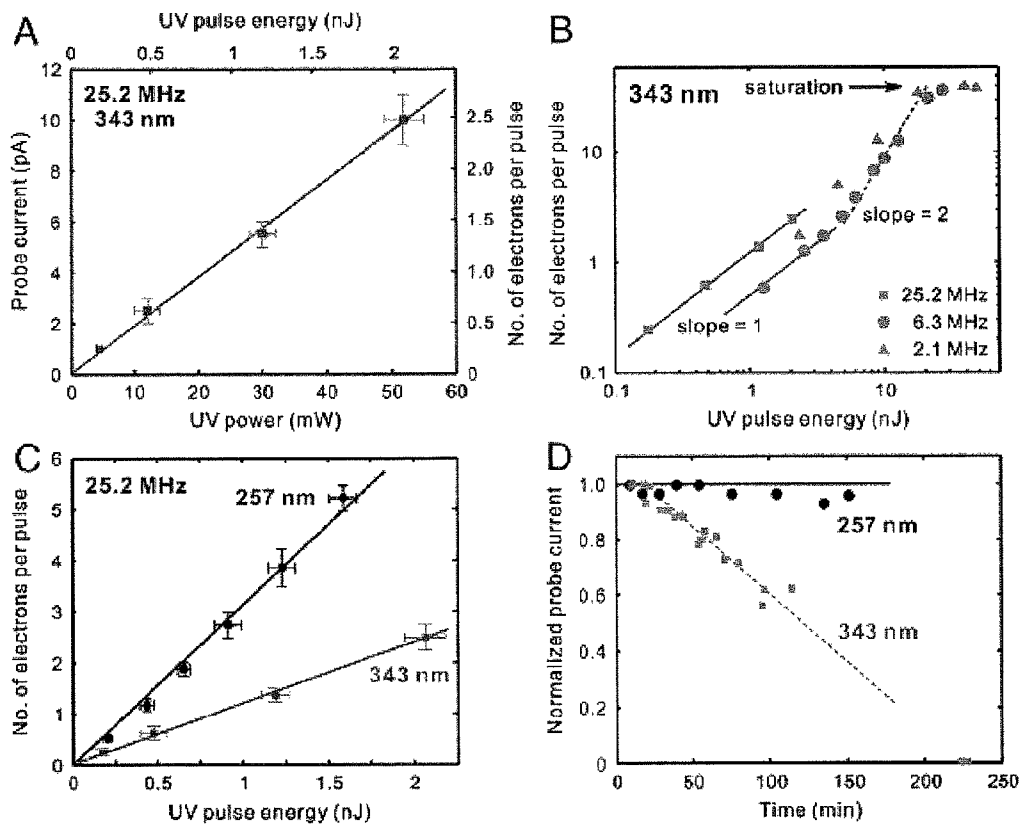 A
UV pulse energy (nJ)
0 0.5 1 1.5 2
25.2 MHz
343 nm
12
10
8
6
4
2
0
Probe current (pA)
2.5
2.0
1.5
1.0
0.5
0
No. of electrons per pulse
0 10 20 30 40 50 60
UV power (mW)
B
343 nm
saturation
10
1
0.1
No. of electrons per pulse
slope = 2
slope = 1
25.2 MHz
6.3 MHz
2.1 MHz
0.1 1 10
UV pulse energy (nJ)
C
25.2 MHz
257 nm
343 nm
6
5
4
3
2
1
0
No. of electrons per pulse
0 0.5 1 1.5 2
UV pulse energy (nJ)
D
1.0
0.8
0.6
0.4
0.2
0
Normalized probe current
257 nm
343 nm
0 50 100 150 200 250
Time (min)